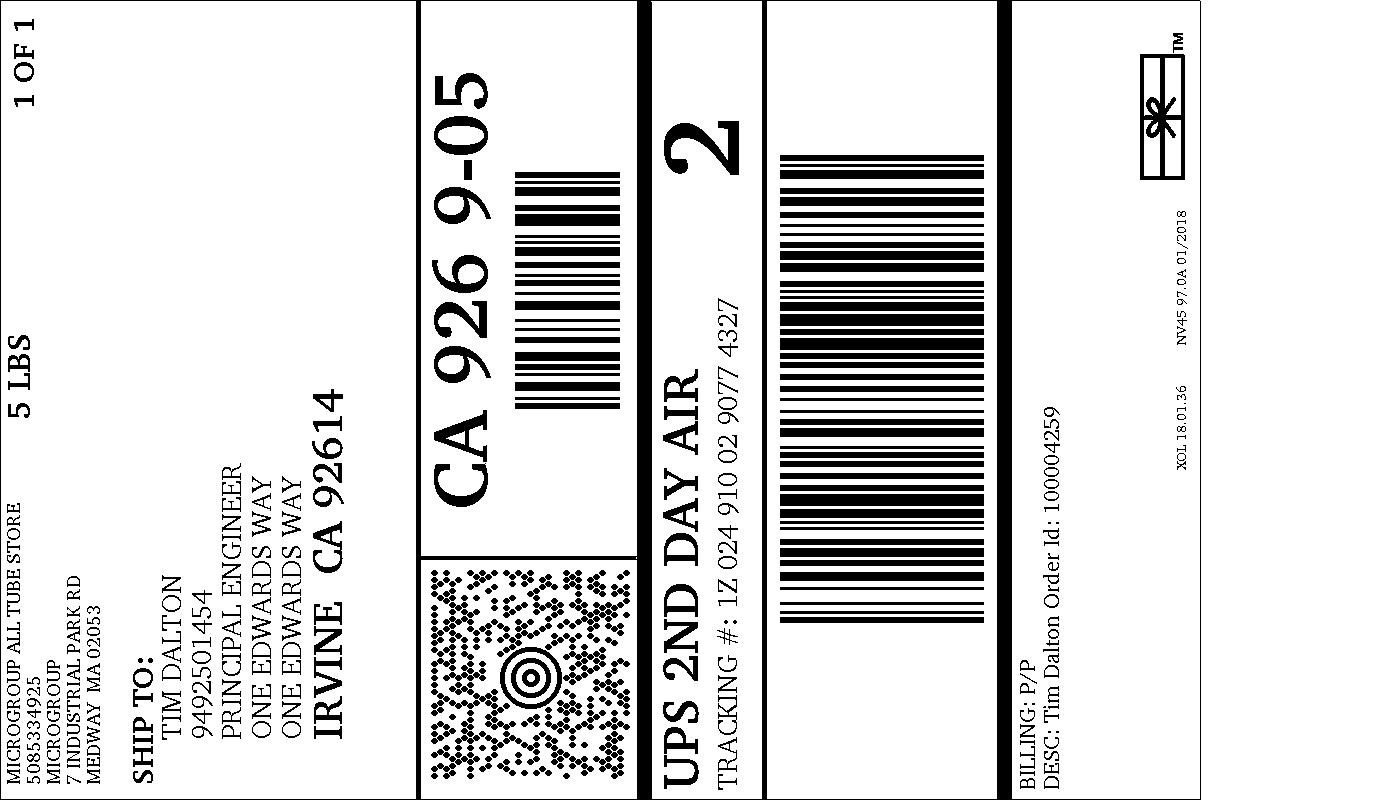 MICROGROUP ALL TUBE STORE
5085334925
MICROGROUP
7 INDUSTRIAL PARK RD
MEDWAY MA 02053
5 LBS
1 OF 1
SHIP TO:
TIM DALTON
9492501454
PRINCIPAL ENGINEER
ONE EDWARDS WAY
ONE EDWARDS WAY
IRVINE CA 92614
CA 926 9-05
UPS 2ND DAY AIR
2
TRACKING #: 1Z 024 910 02 9077 4327
BILLING: P/P
DESC: Tim Dalton Order Id: 100004259
XOL 18.01.36 NV45 97.0A 01/2018
TM